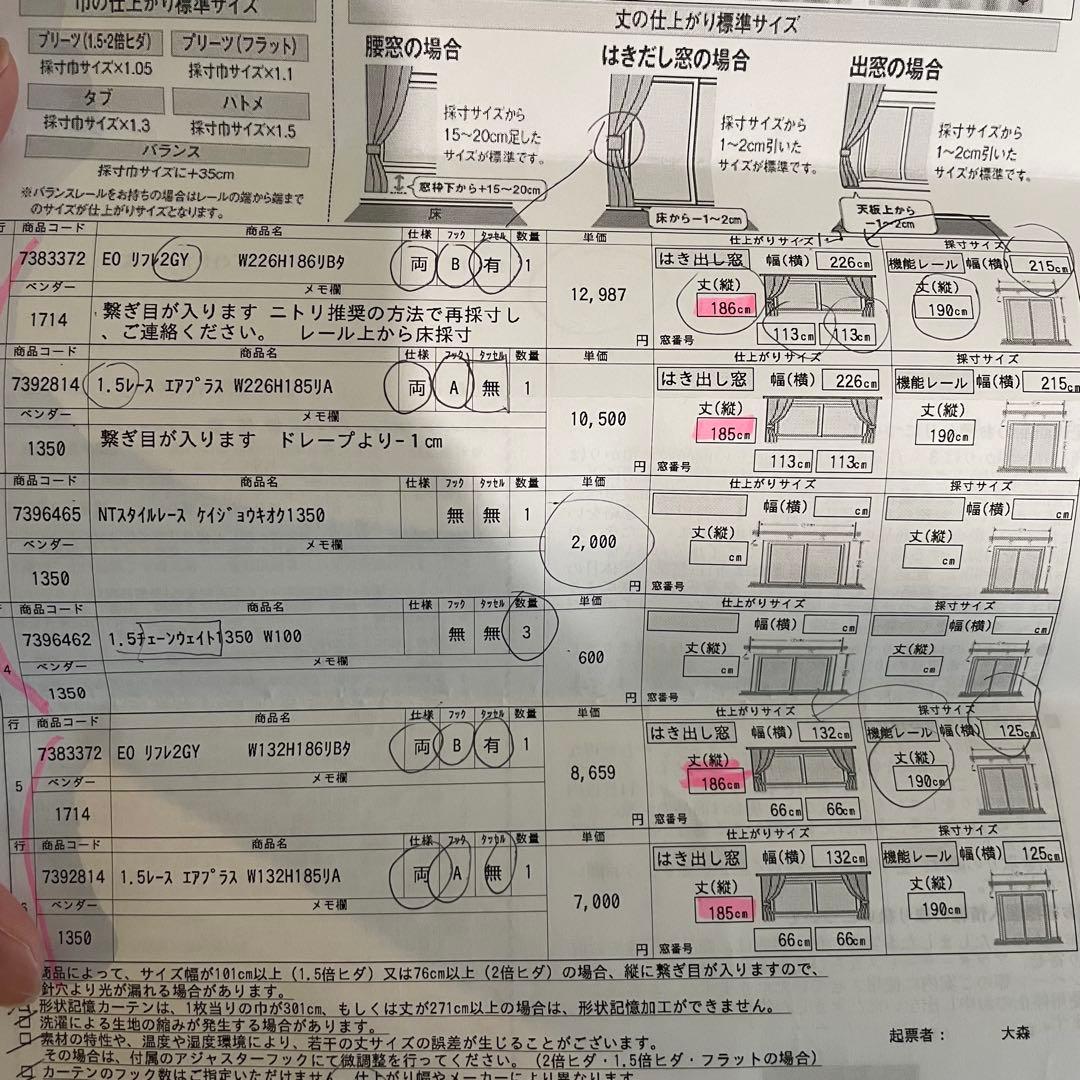 巾の仕上がり標準サイズ
プリーツ(1.5・2倍ヒダ)
採寸巾サイズ×1.05
プリーツ(フラット)
採寸巾サイズ×1.1
タブ
採寸巾サイズ×1.3
ハトメ
採寸巾サイズ×1.5
バランス
採寸巾サイズに+35cm
※バランスレールをお持ちの場合はレールの端から端まで
のサイズが仕上がりサイズとなります。
丈の仕上がり標準サイズ
腰窓の場合
採寸サイズから
15〜20cm足した
サイズが標準です。
窓枠下から+15〜20cm
床
はきだし窓の場合
採寸サイズから
1〜2cm引いた
サイズが標準です。
床から−1〜2cm
出窓の場合
採寸サイズから
1〜2cm引いた
サイズが標準です。
天板上から
−1〜2cm
行 商品コード 商品名 仕様 フック タッセル 数量 単価 仕上がりサイズ 採寸サイズ
7383372 EO リフレ2GY W226H186リBタ 両 B 有 1
12,987 円
はき出し窓 幅(横) 226cm
丈(縦) 186cm
113cm 113cm
窓番号
機能レール 幅(横) 215cm
丈(縦) 190cm
ベンダー メモ欄
1714 繋ぎ目が入ります ニトリ推奨の方法で再採寸し
、ご連絡ください。 レール上から床採寸
商品コード 商品名 仕様 フック タッセル 数量 単価 仕上がりサイズ 採寸サイズ
7392814 1.5レース エアプラス W226H185リA 両 A 無 1
10,500 円
はき出し窓 幅(横) 226cm
丈(縦) 185cm
113cm 113cm
窓番号
機能レール 幅(横) 215cm
丈(縦) 190cm
ベンダー メモ欄
1350 繋ぎ目が入ります ドレープより−1cm
商品コード 商品名 仕様 フック タッセル 数量 単価 仕上がりサイズ 採寸サイズ
7396465 NTスタイルレース ケイジョウキオク1350 無 無 1
2,000 円
幅(横) cm
丈(縦) cm
窓番号
幅(横) cm
丈(縦) cm
ベンダー メモ欄
1350
商品コード 商品名 仕様 フック タッセル 数量 単価 仕上がりサイズ 採寸サイズ
7396462 1.5チェーンウェイト1350 W100 無 無 3
600 円
幅(横) cm
丈(縦) cm
窓番号
幅(横) cm
丈(縦) cm
4 ベンダー メモ欄
1350
行 商品コード 商品名 仕様 フック タッセル 数量 単価 仕上がりサイズ 採寸サイズ
7383372 EO リフレ2GY W132H186リBタ 両 B 有 1
8,659 円
はき出し窓 幅(横) 132cm
丈(縦) 186cm
66cm 66cm
窓番号
機能レール 幅(横) 125cm
丈(縦) 190cm
5 ベンダー メモ欄
1714
行 商品コード 商品名 仕様 フック タッセル 数量 単価 仕上がりサイズ 採寸サイズ
7392814 1.5レース エアプラス W132H185リA 両 A 無 1
7,000 円
はき出し窓 幅(横) 132cm
丈(縦) 185cm
66cm 66cm
窓番号
機能レール 幅(横) 125cm
丈(縦) 190cm
ベンダー メモ欄
1350
商品によって、サイズ幅が101cm以上(1.5倍ヒダ)又は76cm以上(2倍ヒダ)の場合、縦に繋ぎ目が入りますので、
針穴より光が漏れる場合があります。
形状記憶カーテンは、1枚当りの巾が301cm、もしくは丈が271cm以上の場合は、形状記憶加工ができません。
洗濯による生地の縮みが発生する場合があります。
素材の特性や、温度や湿度環境により、若干の丈サイズの誤差が生じることがございます。
その場合は、付属のアジャスターフックにて微調整を行ってください。(2倍ヒダ・1.5倍ヒダ・フラットの場合)
カーテンのフック数はご指定いただけません。仕上がり幅やメーカーにより異なります。
起票者: 大森